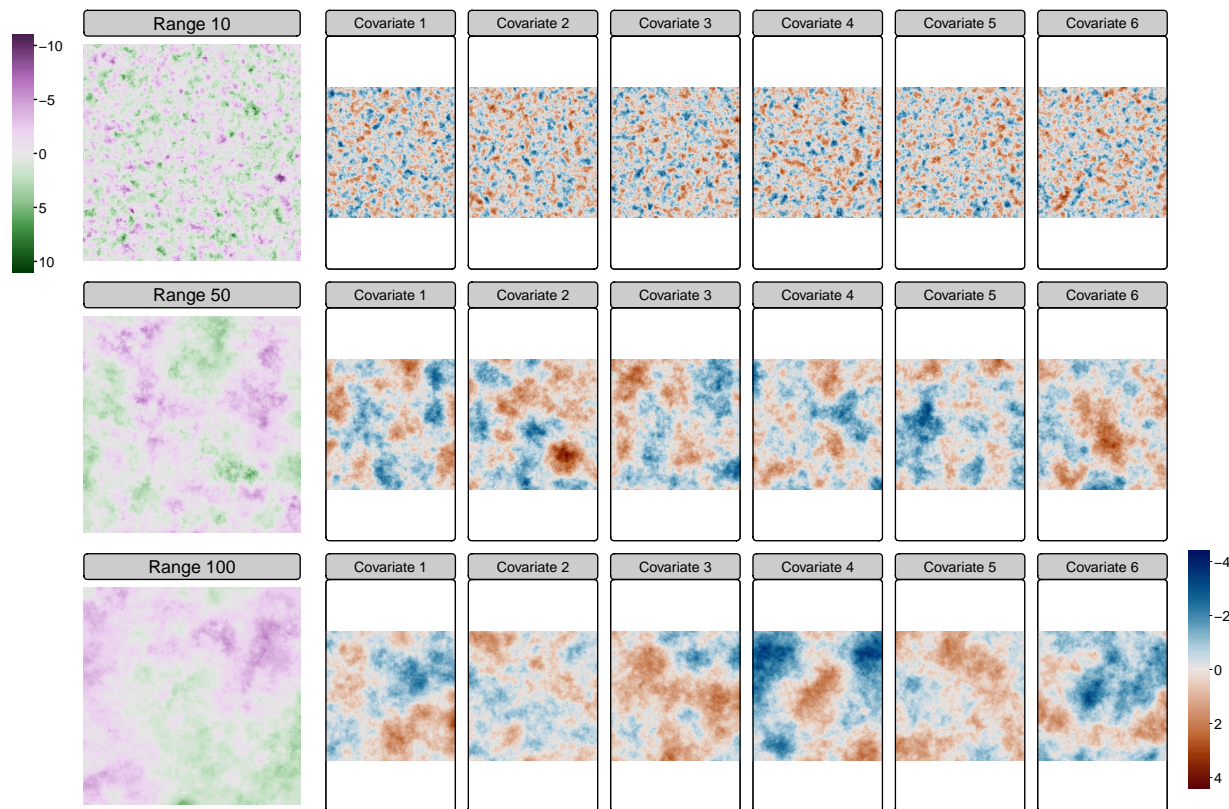 Range 10
Covariate 1
Covariate 2
Covariate 3
Covariate 4
Covariate 5
Covariate 6
−10
−5
0
5
10
Range 50
Covariate 1
Covariate 2
Covariate 3
Covariate 4
Covariate 5
Covariate 6
Range 100
Covariate 1
Covariate 2
Covariate 3
Covariate 4
Covariate 5
Covariate 6
−4
−2
0
2
4